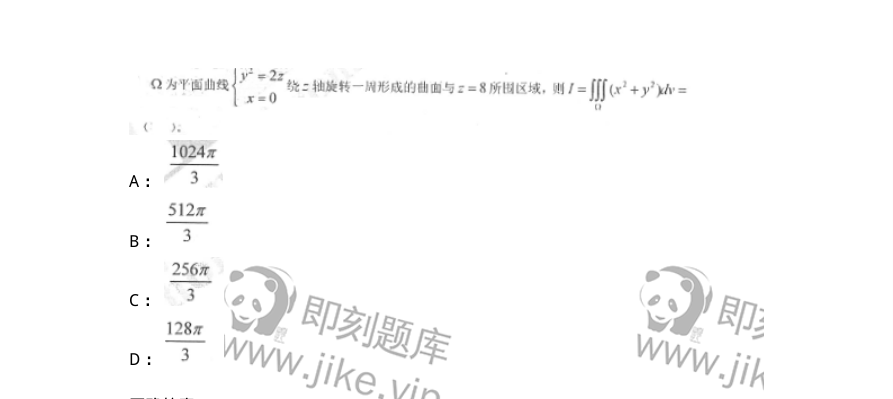 Ω为平面曲线{y² = 2z x = 0 绕z轴旋转一周形成的曲面与z = 8所围区域，则I = ∭Ω(x² + y²)dv =
（ ）。
A： 1024π/3
B： 512π/3
C： 256π/3
D： 128π/3
即刻题库
www.jike.vip
即
www.jik